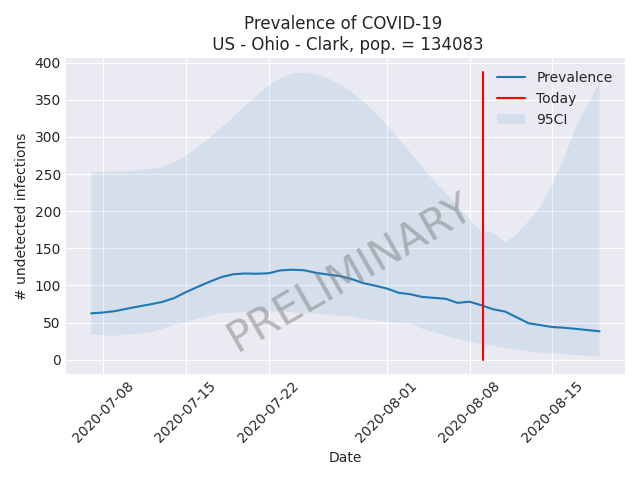 Prevalence of COVID-19
US - Ohio - Clark, pop. = 134083
400
350
300
250
200
150
100
50
0
# undetected infections
Prevalence
Today
95CI
PRELIMINARY
2020-07-08
2020-07-15
2020-07-22
2020-08-01
2020-08-08
2020-08-15
Date